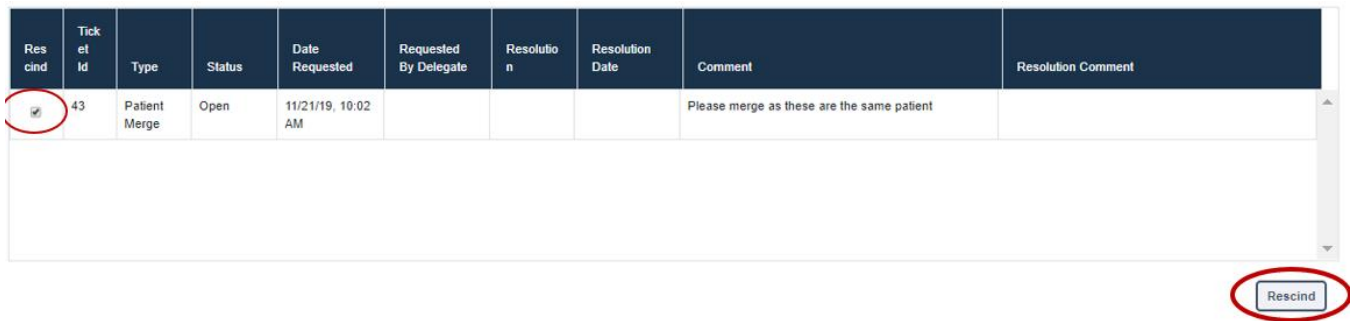 Res
cind
Tick
et
Id
Type
Status
Date
Requested
Requested
By Delegate
Resolutio
n
Resolution
Date
Comment
Resolution Comment
43
Patient
Merge
Open
11/21/19, 10:02
AM
Please merge as these are the same patient
Rescind